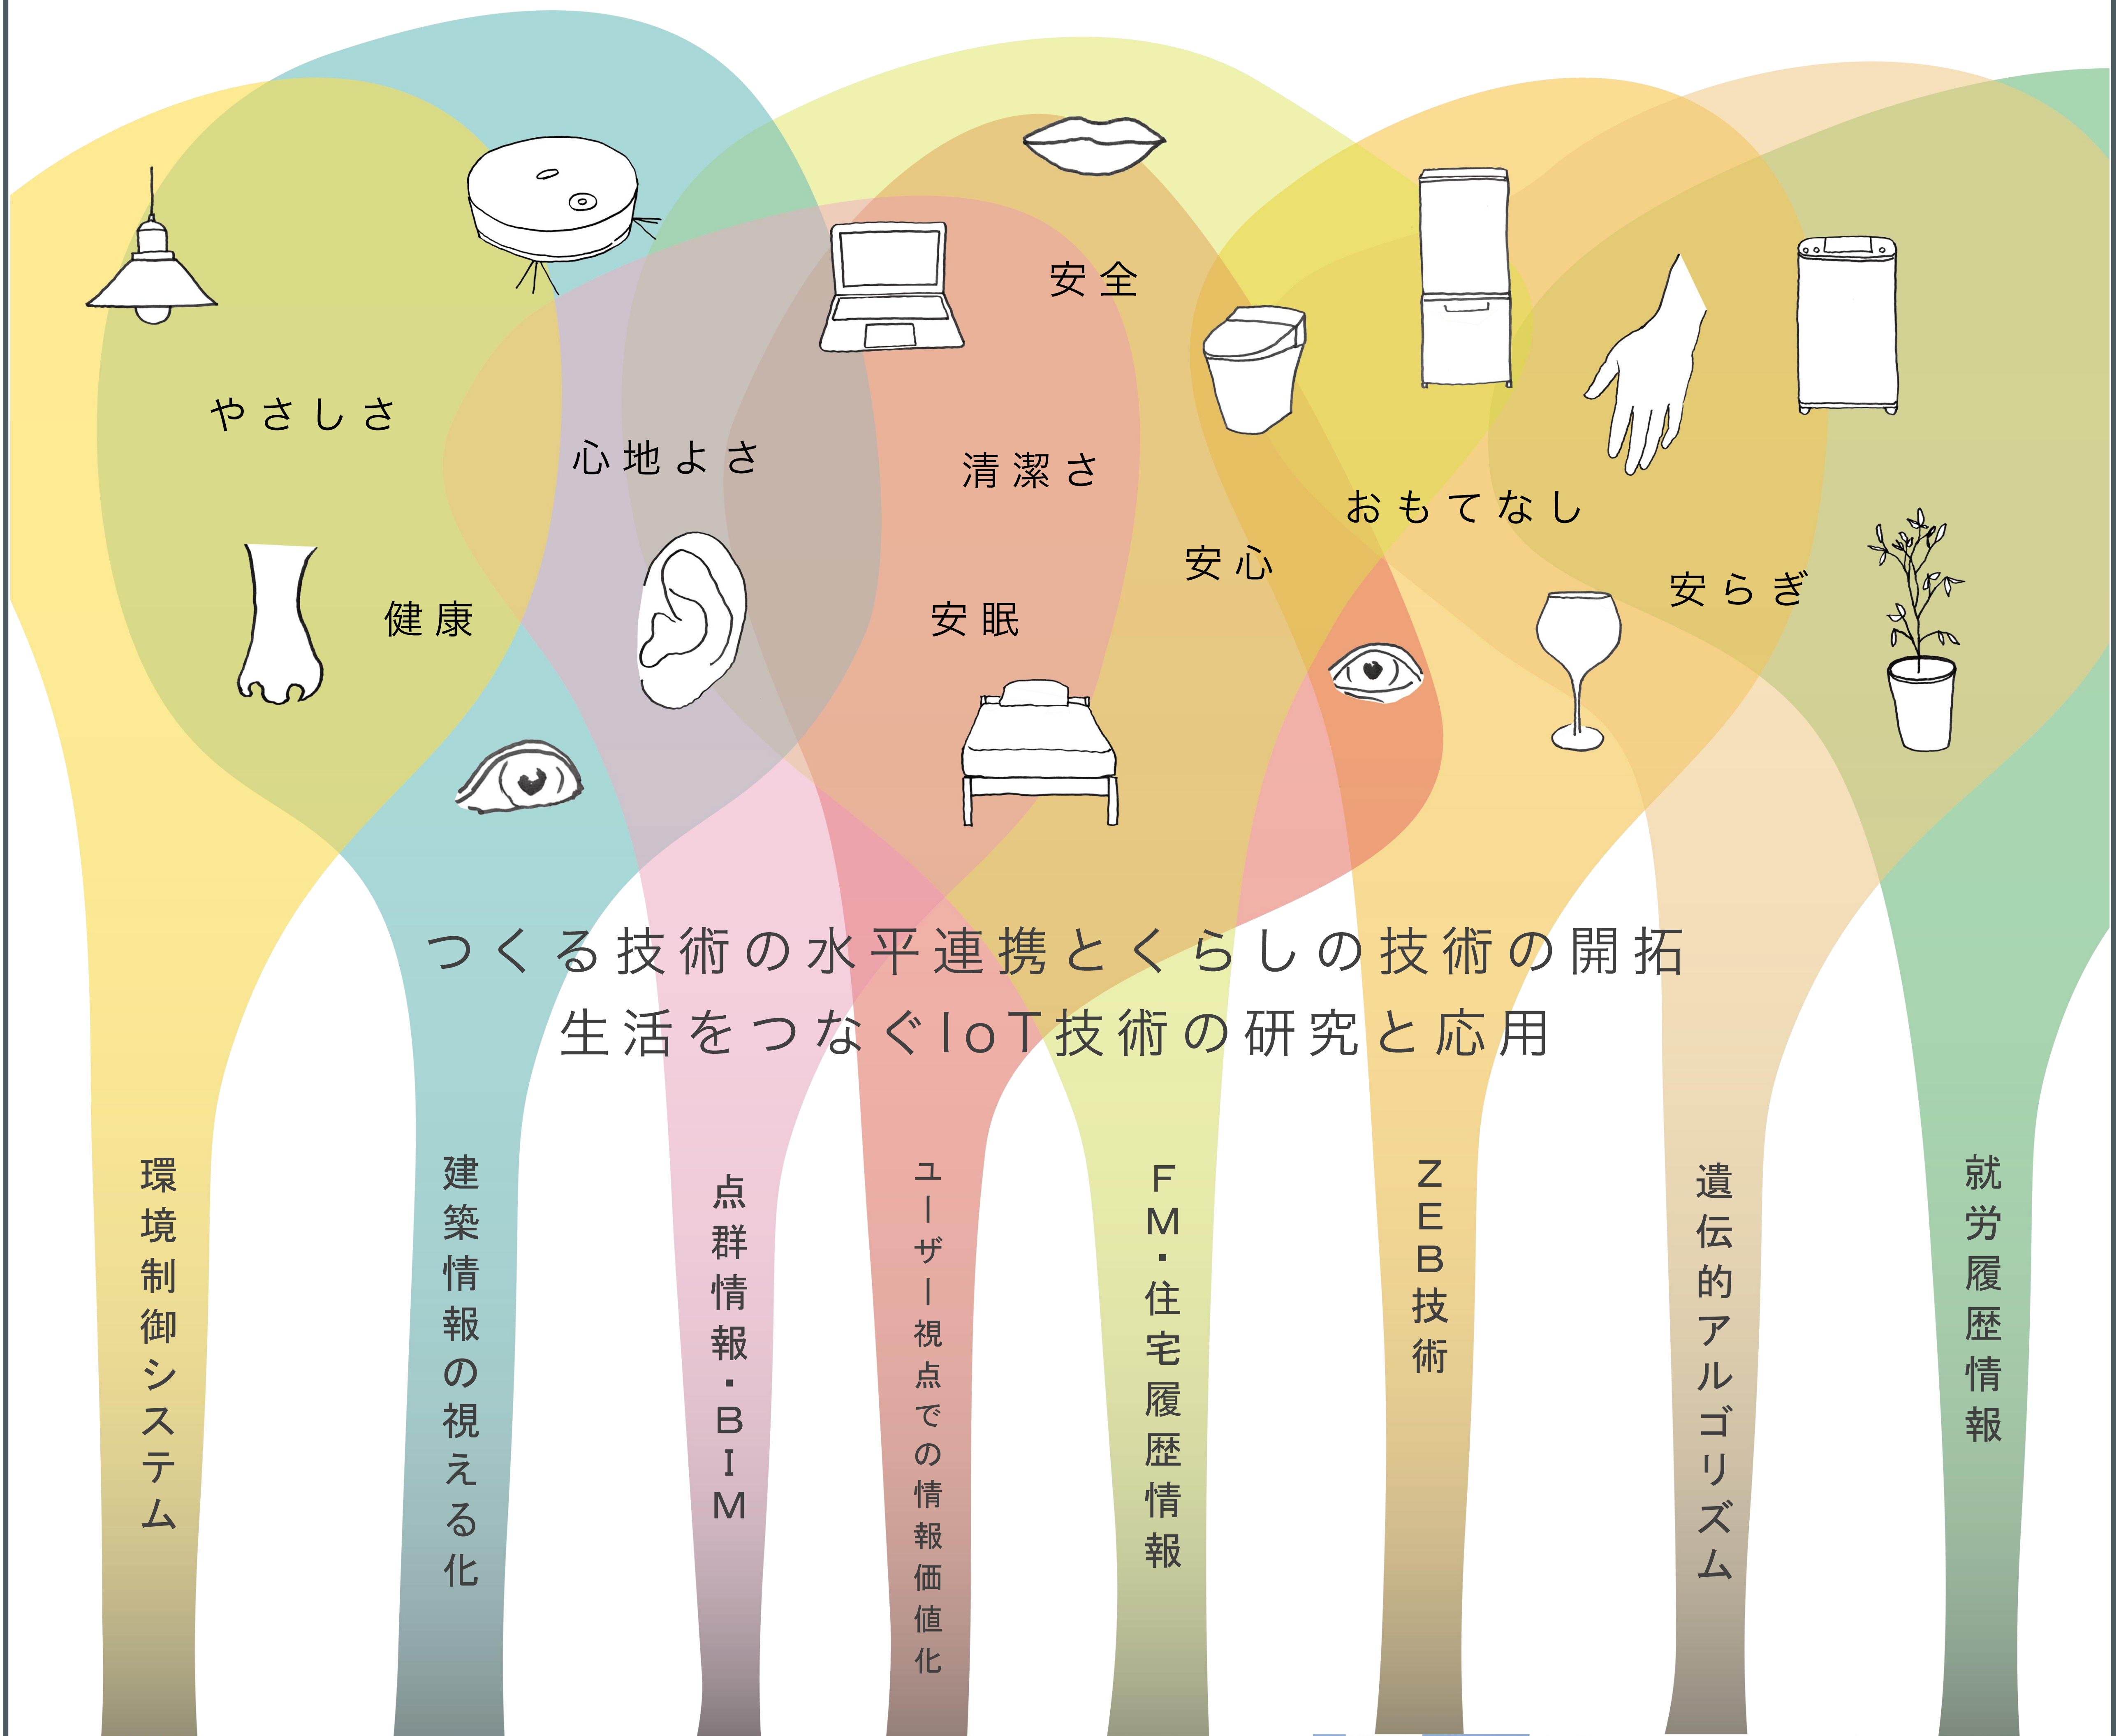 安全
やさしさ
心地よさ
清潔さ
おもてなし
安心
安らぎ
健康
安眠
つくる技術の水平連携とくらしの技術の開拓
生活をつなぐIoT技術の研究と応用
環境制御システム
建築情報の視える化
点群情報・BIM
ユーザー視点での情報価値化
FM・住宅履歴情報
ZEB技術
遺伝的アルゴリズム
就労履歴情報